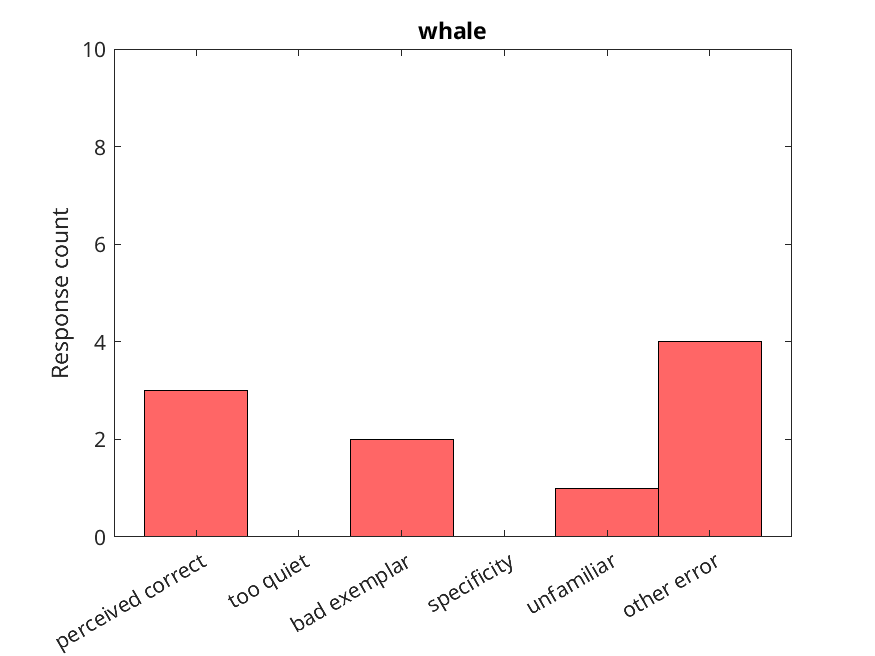 whale
10
8
6
4
2
0
Response count
perceived correct
too quiet
bad exemplar
specificity
unfamiliar
other error